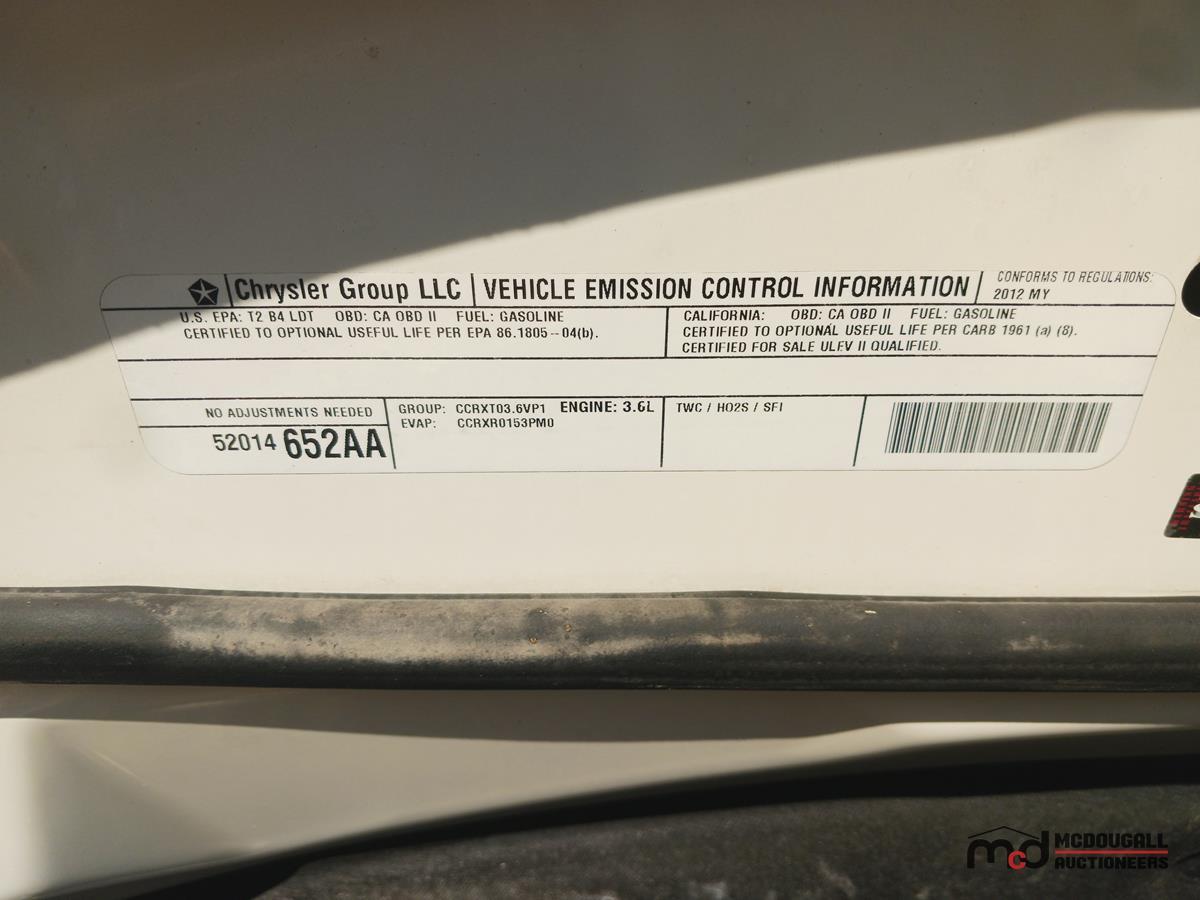 Chrysler Group LLC VEHICLE EMISSION CONTROL INFORMATION
CONFORMS TO REGULATIONS:
2012 MY
U.S. EPA: T2 B4 LDT OBD: CA OBD II FUEL: GASOLINE
CERTIFIED TO OPTIONAL USEFUL LIFE PER EPA 86.1805-04(b).
CALIFORNIA: OBD: CA OBD II FUEL: GASOLINE
CERTIFIED TO OPTIONAL USEFUL LIFE PER CARB 1961 (a) (8).
CERTIFIED FOR SALE ULEV II QUALIFIED.
NO ADJUSTMENTS NEEDED
52014 652AA
GROUP: CCRXT03.6VP1 ENGINE: 3.6L
EVAP: CCRXR0153PM0
TWC / HO2S / SFI
mcd MCDOUGALL
AUCTIONEERS